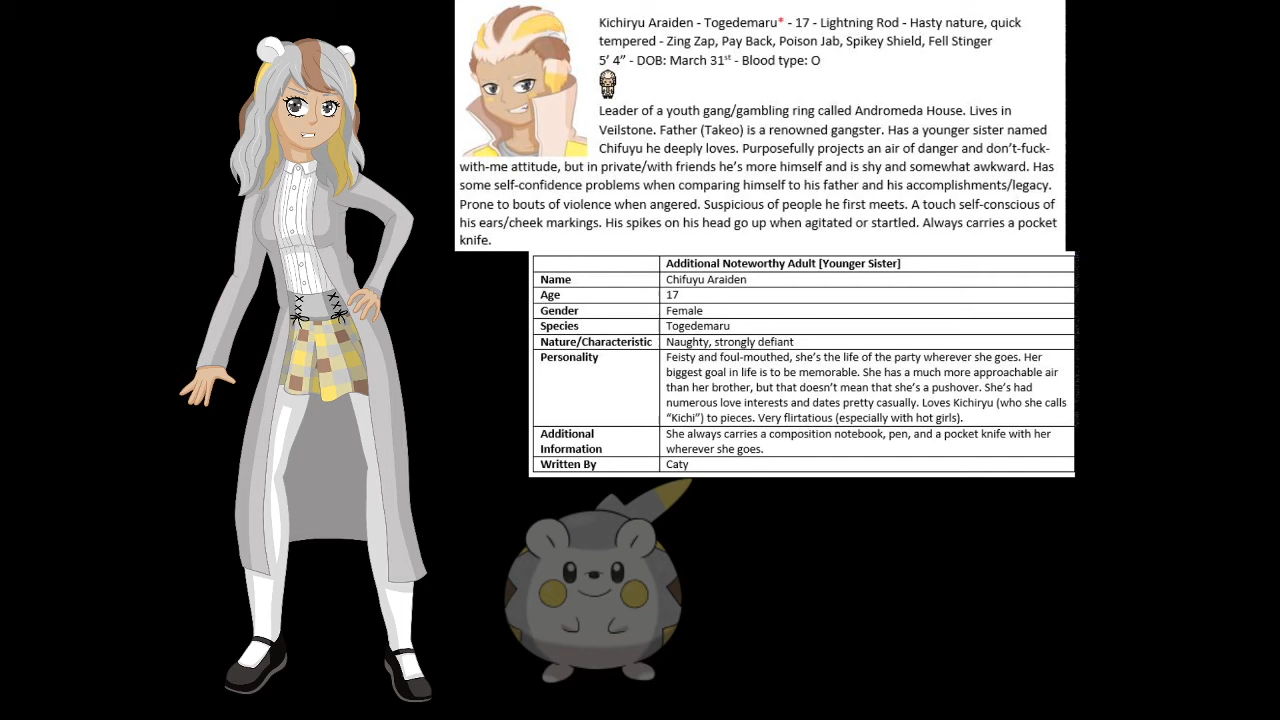 Kichiryu Araiden - Togedemaru* - 17 - Lightning Rod - Hasty nature, quick
tempered - Zing Zap, Pay Back, Poison Jab, Spikey Shield, Fell Stinger
5' 4" - DOB: March 31st - Blood type: O
Leader of a youth gang/gambling ring called Andromeda House. Lives in
Veilstone. Father (Takeo) is a renowned gangster. Has a younger sister named
Chifuyu he deeply loves. Purposefully projects an air of danger and don't-fuck-
with-me attitude, but in private/with friends he's more himself and is shy and somewhat awkward. Has
some self-confidence problems when comparing himself to his father and his accomplishments/legacy.
Prone to bouts of violence when angered. Suspicious of people he first meets. A touch self-conscious of
his ears/cheek markings. His spikes on his head go up when agitated or startled. Always carries a pocket
knife.
Additional Noteworthy Adult [Younger Sister]
Name Chifuyu Araiden
Age 17
Gender Female
Species Togedemaru
Nature/Characteristic Naughty, strongly defiant
Personality Feisty and foul-mouthed, she's the life of the party wherever she goes. Her
biggest goal in life is to be memorable. She has a much more approachable air
than her brother, but that doesn't mean that she's a pushover. She's had
numerous love interests and dates pretty casually. Loves Kichiryu (who she calls
"Kichi") to pieces. Very flirtatious (especially with hot girls).
Additional She always carries a composition notebook, pen, and a pocket knife with her
Information wherever she goes.
Written By Caty